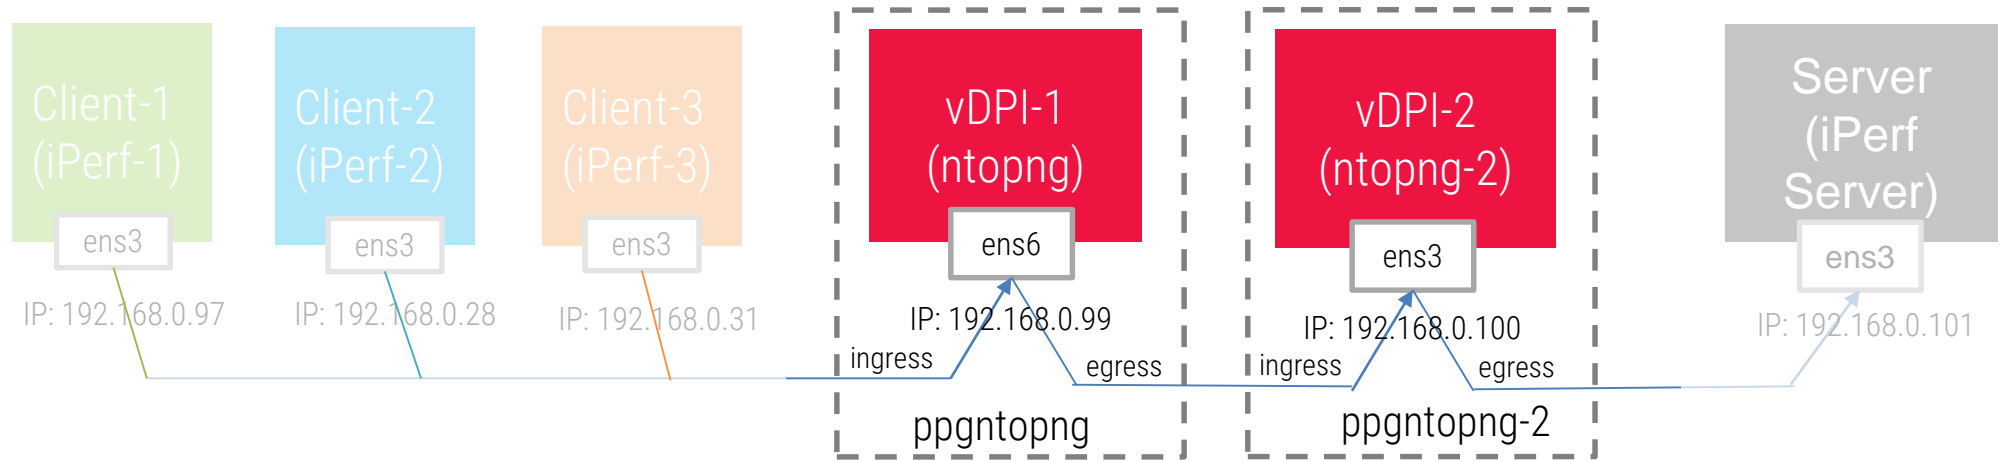 Client-1
(iPerf-1)
ens3
IP: 192.168.0.97
Client-2
(iPerf-2)
ens3
IP: 192.168.0.28
Client-3
(iPerf-3)
ens3
IP: 192.168.0.31
vDPI-1
(ntopng)
ens6
IP: 192.168.0.99
ingress
egress
ppgntopng
vDPI-2
(ntopng-2)
ens3
IP: 192.168.0.100
ingress
egress
ppgntopng-2
Server
(iPerf
Server)
ens3
IP: 192.168.0.101